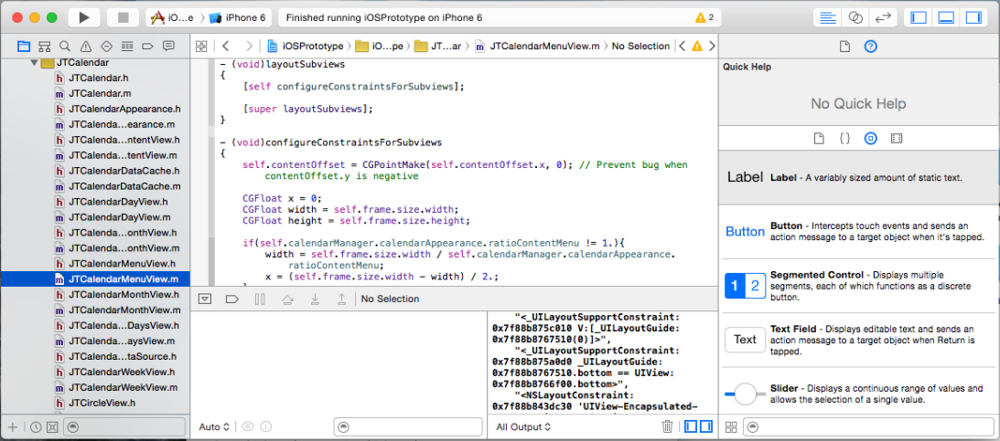 iO...e
iPhone 6
Finished running iOSPrototype on iPhone 6
2
iOSPrototype
iO...pe
JT...ar
JTCalendarMenuView.m
No Selection
JTCalendar
JTCalendar.h
JTCalendar.m
JTCalendarAppearance.h
JTCalenda...earance.m
JTCalenda...ntentView.h
JTCalenda...tentView.m
JTCalendarDataCache.h
JTCalendarDataCache.m
JTCalendarDayView.h
JTCalendarDayView.m
JTCalenda...onthView.h
JTCalenda...onthView.m
JTCalendarMenuView.h
JTCalendarMenuView.m
JTCalendarMonthView.h
JTCalendarMonthView.m
JTCalenda...DaysView.h
JTCalenda...aysView.m
JTCalenda...taSource.h
JTCalendarWeekView.h
JTCalendarWeekView.m
JTCircleView.h
- (void)layoutSubviews
{
[self configureConstraintsForSubviews];
[super layoutSubviews];
}
- (void)configureConstraintsForSubviews
{
self.contentOffset = CGPointMake(self.contentOffset.x, 0); // Prevent bug when
contentOffset.y is negative
CGFloat x = 0;
CGFloat width = self.frame.size.width;
CGFloat height = self.frame.size.height;
if(self.calendarManager.calendarAppearance.ratioContentMenu != 1.){
width = self.frame.size.width / self.calendarManager.calendarAppearance.
ratioContentMenu;
x = (self.frame.size.width - width) / 2.;
No Selection
"<_UILayoutSupportConstraint:
0x7f88b875c010 V:[_UILayoutGuide:
0x7f88b8767510(0)]>",
"<_UILayoutSupportConstraint:
0x7f88b875a0d0 _UILayoutGuide:
0x7f88b8767510.bottom == UIView:
0x7f88b8766f00.bottom>",
"<NSLayoutConstraint:
0x7f88b843dc30 'UIView-Encapsulated-
Auto
All Output
Quick Help
No Quick Help
Label
Label - A variably sized amount of static text.
Button
Button - Intercepts touch events and sends an
action message to a target object when it's tapped.
1 2
Segmented Control - Displays multiple
segments, each of which functions as a discrete
button.
Text
Text Field - Displays editable text and sends an
action message to a target object when Return is
tapped.
Slider - Displays a continuous range of values and
allows the selection of a single value.